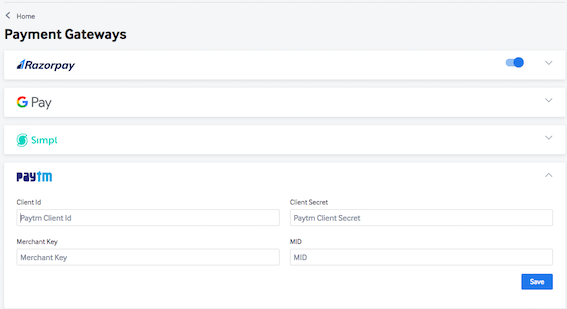 Home
Payment Gateways
Razorpay
G Pay
Simpl
paytm
Client Id
Client Secret
Paytm Client Id
Paytm Client Secret
Merchant Key
MID
Merchant Key
MID
Save